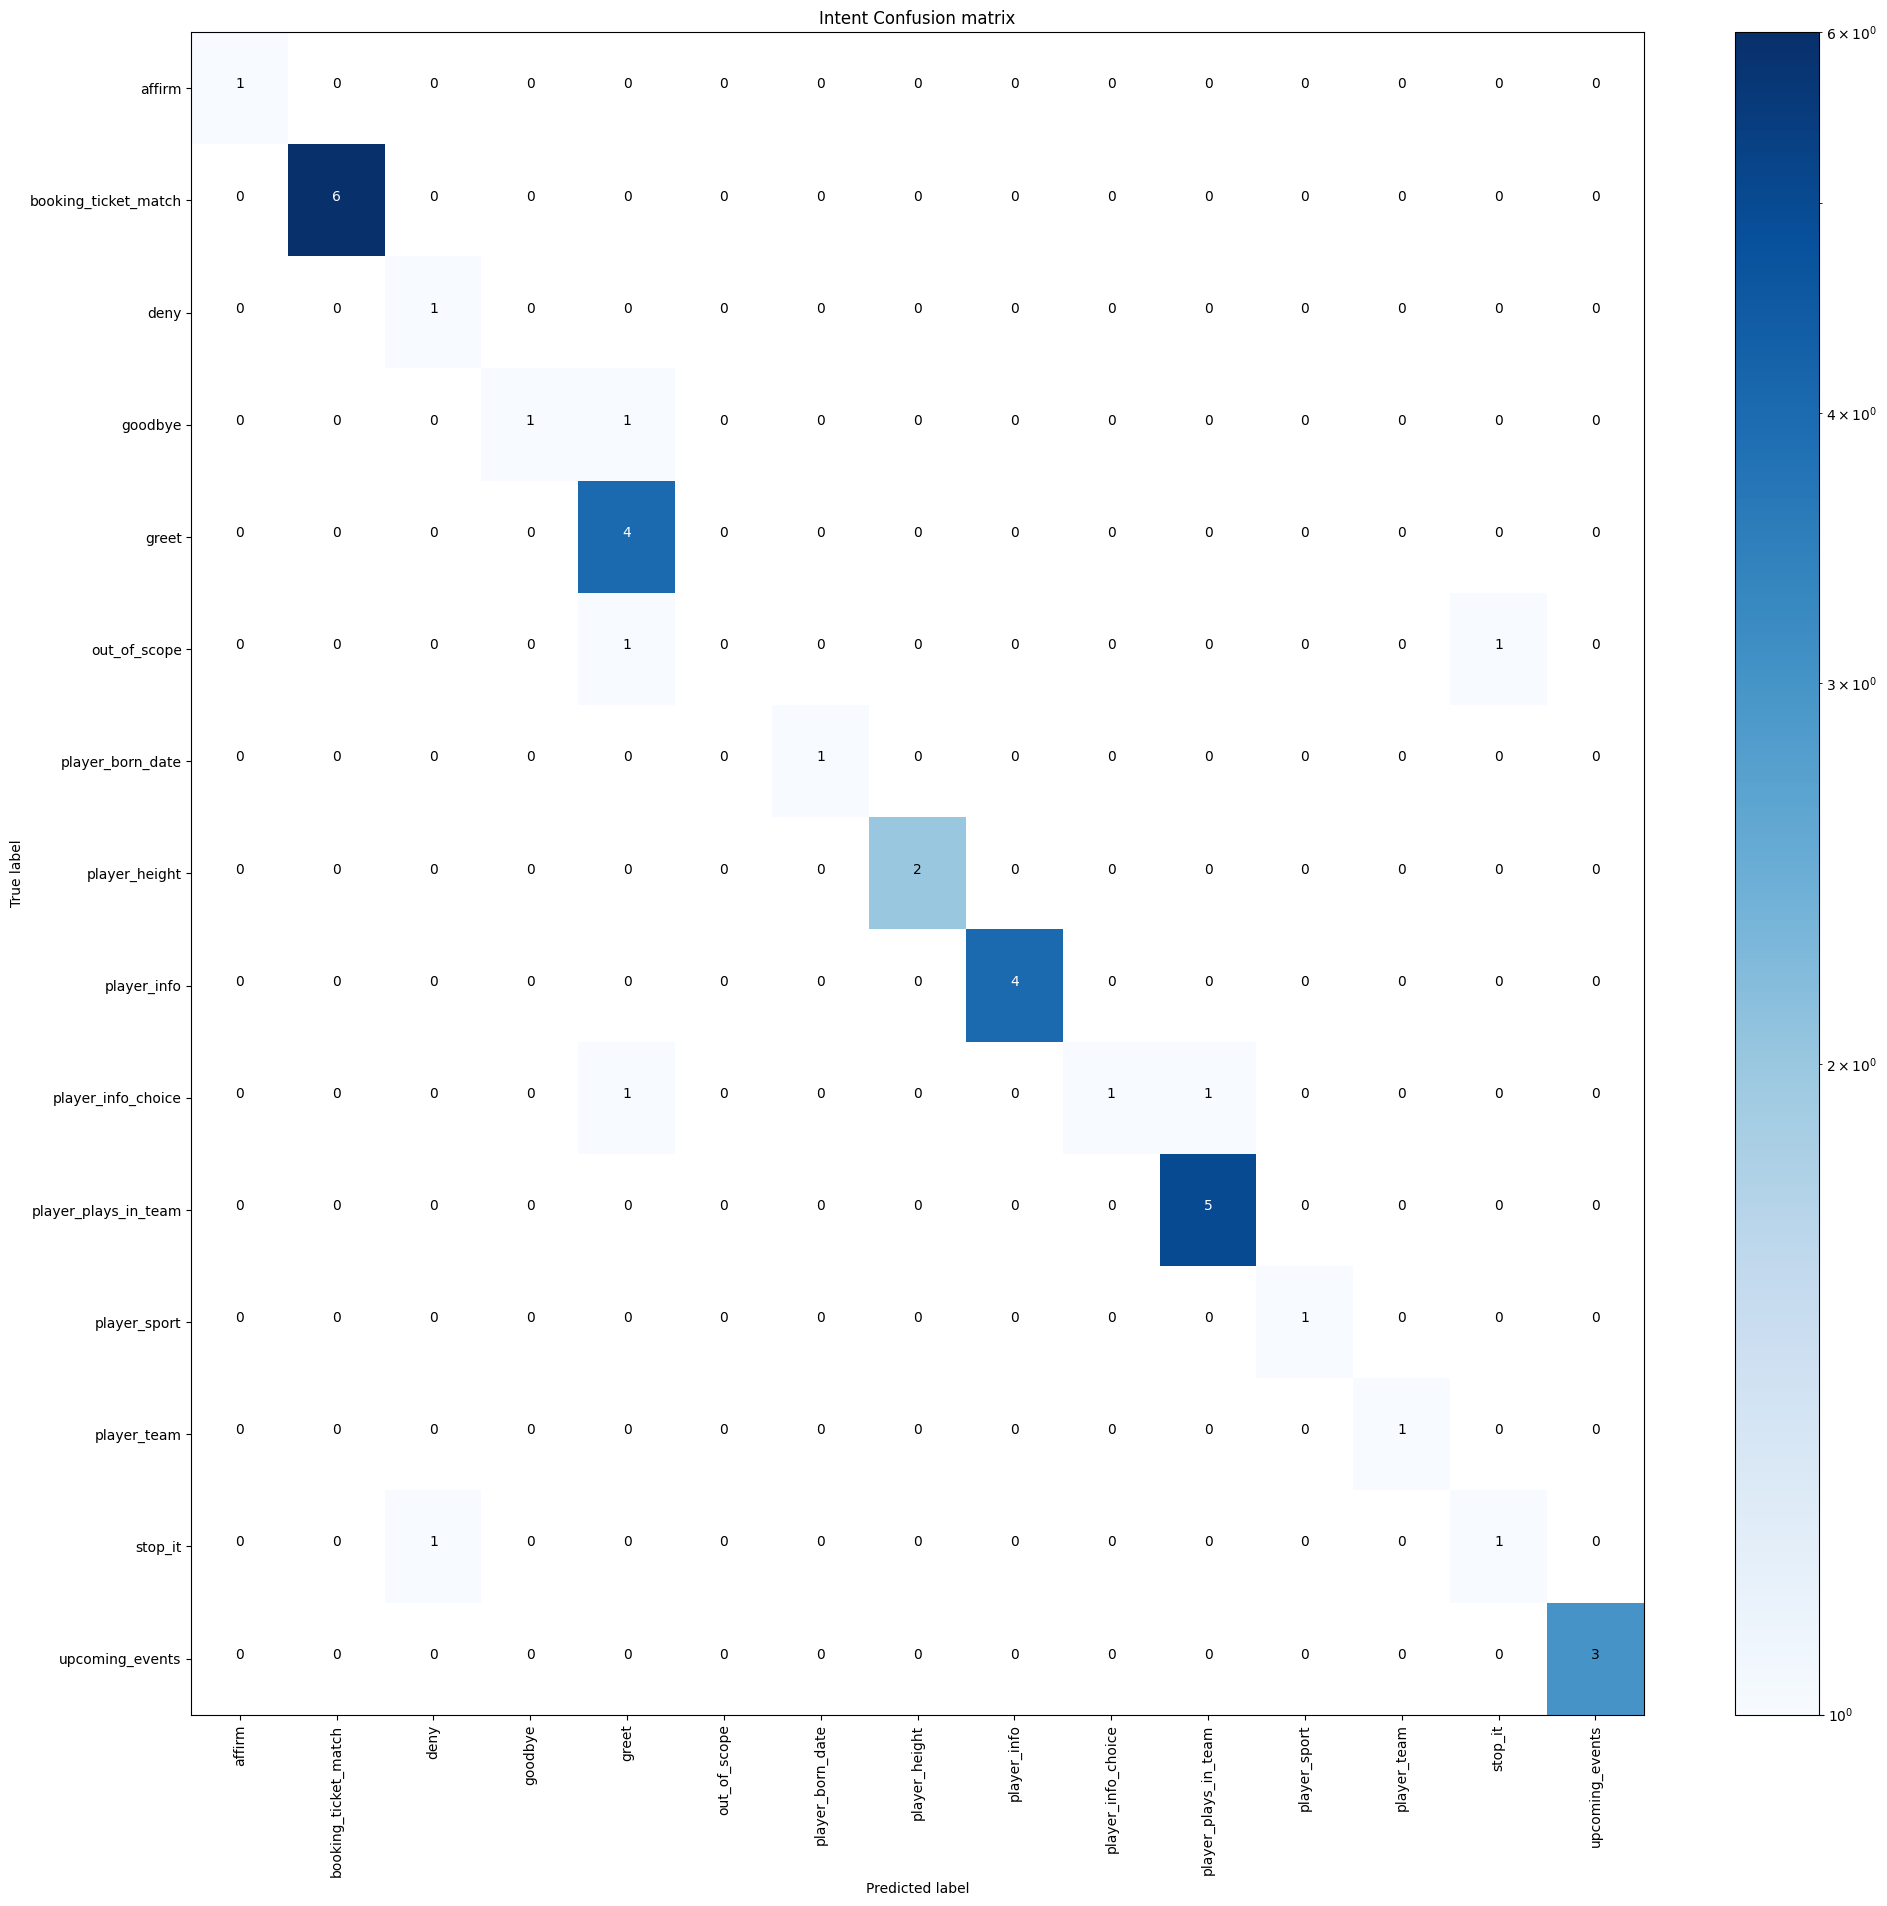 Intent Confusion matrix
affirm 1 0 0 0 0 0 0 0 0 0 0 0 0 0 0
booking_ticket_match 0 6 0 0 0 0 0 0 0 0 0 0 0 0 0
deny 0 0 1 0 0 0 0 0 0 0 0 0 0 0 0
goodbye 0 0 0 1 1 0 0 0 0 0 0 0 0 0 0
greet 0 0 0 0 4 0 0 0 0 0 0 0 0 0 0
out_of_scope 0 0 0 0 1 0 0 0 0 0 0 0 0 1 0
player_born_date 0 0 0 0 0 0 1 0 0 0 0 0 0 0 0
player_height 0 0 0 0 0 0 0 2 0 0 0 0 0 0 0
player_info 0 0 0 0 0 0 0 0 4 0 0 0 0 0 0
player_info_choice 0 0 0 0 1 0 0 0 0 1 1 0 0 0 0
player_plays_in_team 0 0 0 0 0 0 0 0 0 0 5 0 0 0 0
player_sport 0 0 0 0 0 0 0 0 0 0 0 1 0 0 0
player_team 0 0 0 0 0 0 0 0 0 0 0 0 1 0 0
stop_it 0 0 1 0 0 0 0 0 0 0 0 0 0 1 0
upcoming_events 0 0 0 0 0 0 0 0 0 0 0 0 0 0 3
True label
affirm
booking_ticket_match
deny
goodbye
greet
out_of_scope
player_born_date
player_height
player_info
player_info_choice
player_plays_in_team
player_sport
player_team
stop_it
upcoming_events
Predicted label
6 × 10⁰
4 × 10⁰
3 × 10⁰
2 × 10⁰
10⁰